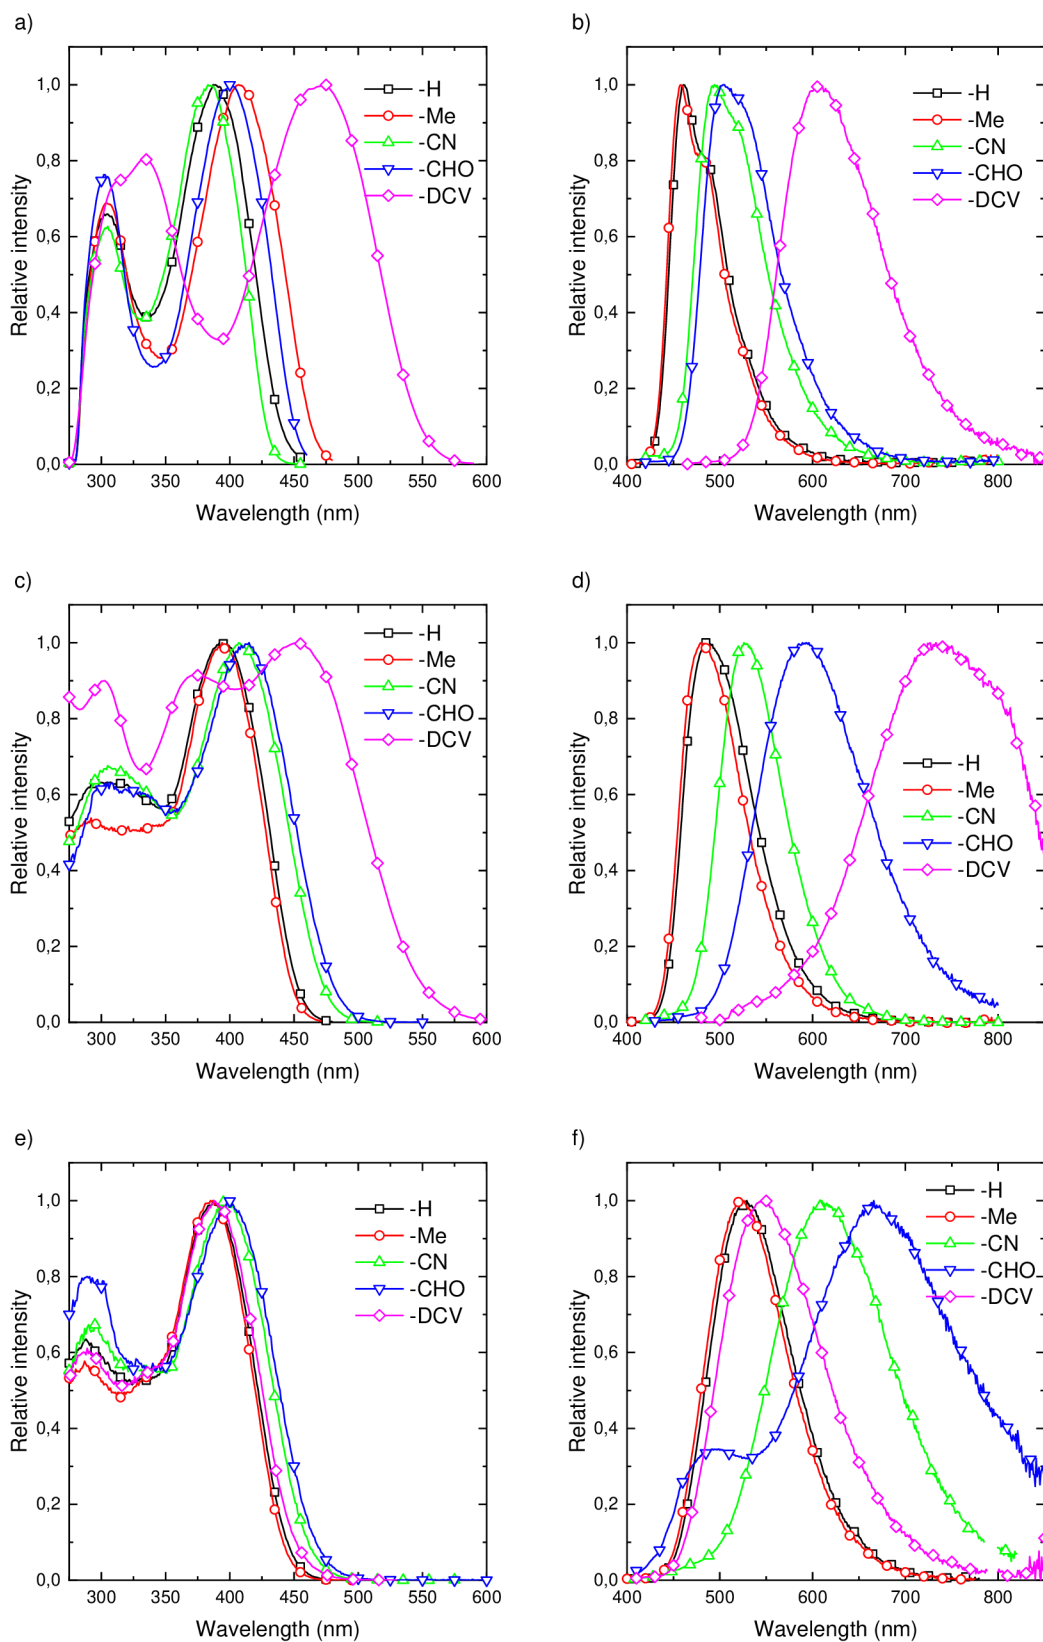 a)
1,0
0,8
0,6
0,4
0,2
0,0
300 350 400 450 500 550 600
Relative intensity
Wavelength (nm)
-H
-Me
-CN
-CHO
-DCV
b)
1,0
0,8
0,6
0,4
0,2
0,0
400 500 600 700 800
Relative intensity
Wavelength (nm)
-H
-Me
-CN
-CHO
-DCV
c)
1,0
0,8
0,6
0,4
0,2
0,0
300 350 400 450 500 550 600
Relative intensity
Wavelength (nm)
-H
-Me
-CN
-CHO
-DCV
d)
1,0
0,8
0,6
0,4
0,2
0,0
400 500 600 700 800
Relative intensity
Wavelength (nm)
-H
-Me
-CN
-CHO
-DCV
e)
1,0
0,8
0,6
0,4
0,2
0,0
300 350 400 450 500 550 600
Relative intensity
Wavelength (nm)
-H
-Me
-CN
-CHO
-DCV
f)
1,0
0,8
0,6
0,4
0,2
0,0
400 500 600 700 800
Relative intensity
Wavelength (nm)
-H
-Me
-CN
-CHO
-DCV